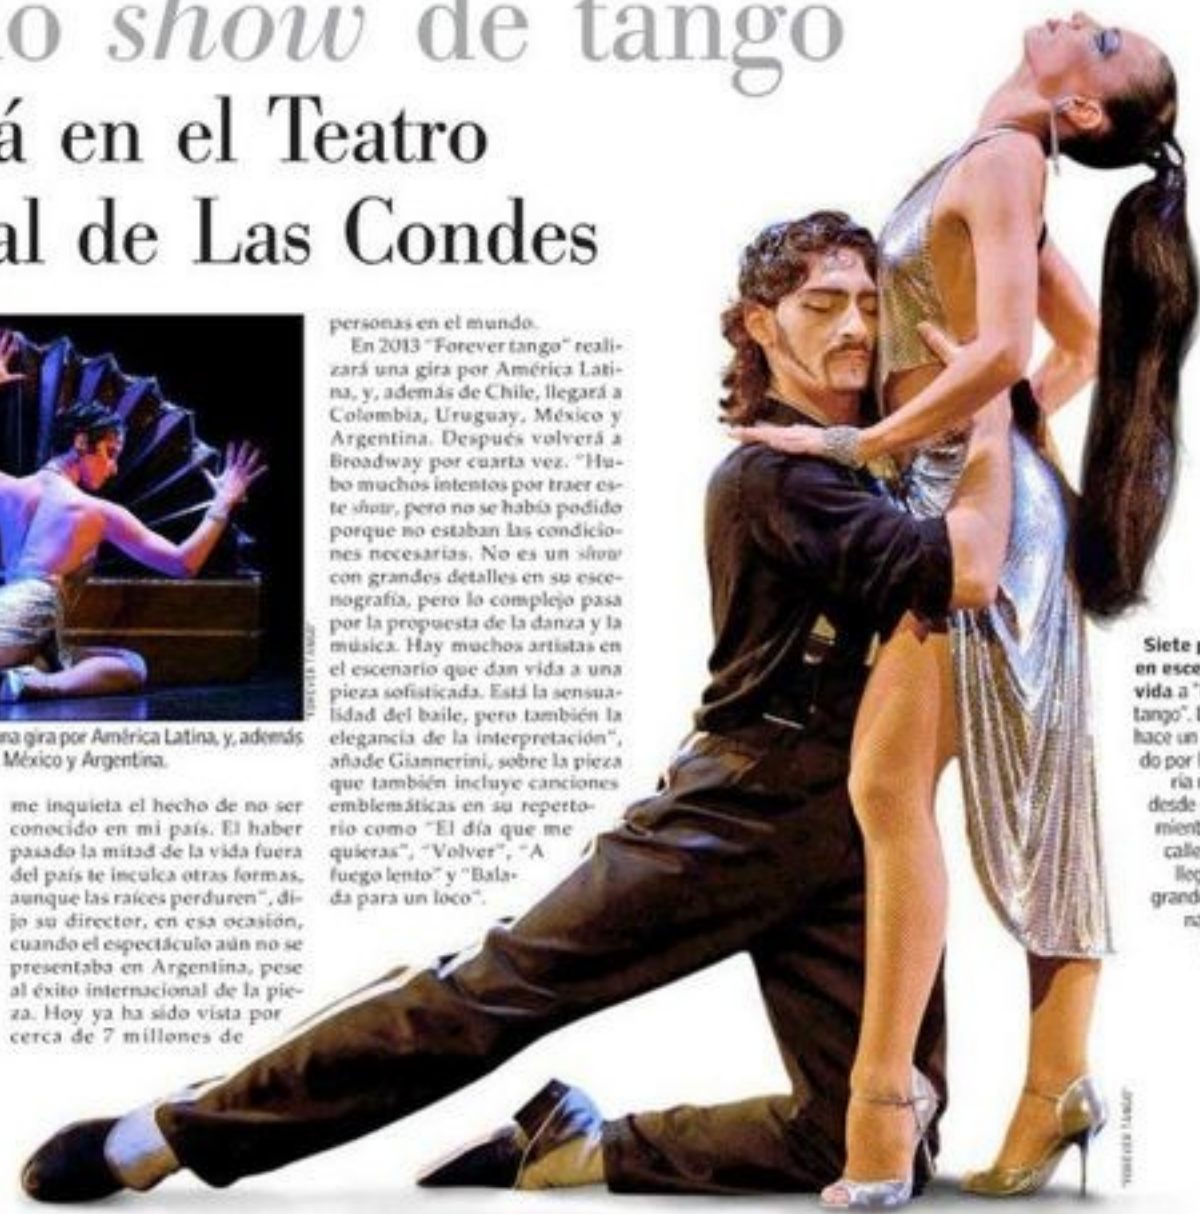 o show de tango
á en el Teatro
al de Las Condes
FOREVER TANGO
na gira por América Latina, y, además
México y Argentina.
me inquieta el hecho de no ser
conocido en mi país. El haber
pasado la mitad de la vida fuera
del país te inculca otras formas,
aunque las raíces perduren", di-
jo su director, en esa ocasión,
cuando el espectáculo aún no se
presentaba en Argentina, pese
al éxito internacional de la pie-
za. Hoy ya ha sido vista por
cerca de 7 millones de
personas en el mundo.
En 2013 "Forever tango" reali-
zará una gira por América Lati-
na, y, además de Chile, llegará a
Colombia, Uruguay, México y
Argentina. Después volverá a
Broadway por cuarta vez. "Hu-
bo muchos intentos por traer es-
te show, pero no se había podido
porque no estaban las condicio-
nes necesarias. No es un show
con grandes detalles en su esce-
nografía, pero lo complejo pasa
por la propuesta de la danza y la
música. Hay muchos artistas en
el escenario que dan vida a una
pieza sofisticada. Está la sensua-
lidad del baile, pero también la
elegancia de la interpretación",
añade Giannerini, sobre la pieza
que también incluye canciones
emblemáticas en su reperto-
rio como "El día que me
quieras", "Volver", "A
fuego lento" y "Bala-
da para un loco".
Siete
en esce
vida a
tango".
hace un
do por
ría
desde
mien
calle
lleg
grand
na
FOREVER TANGO